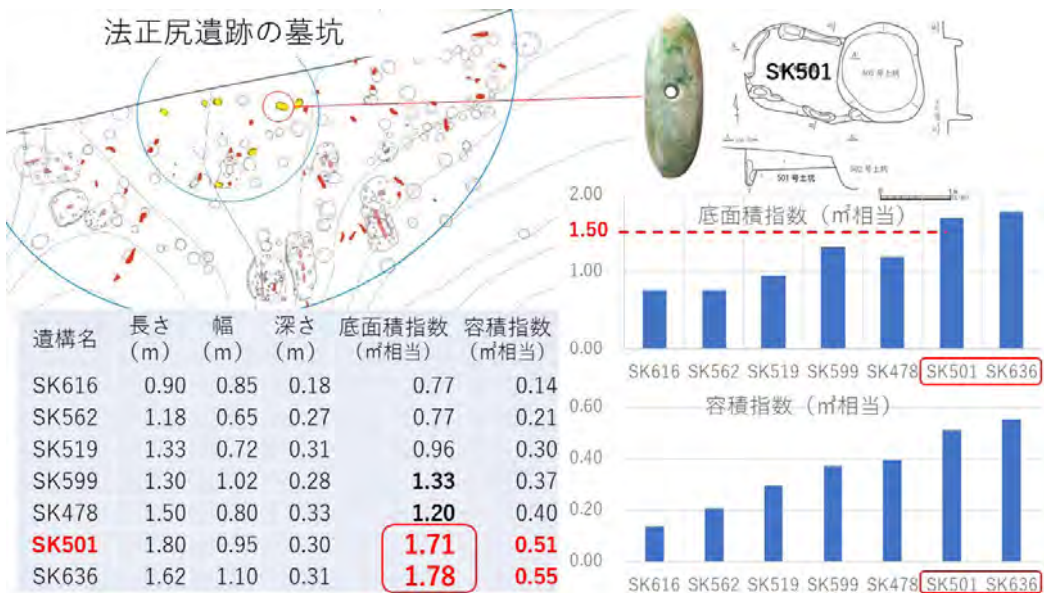 法正尻遺跡の墓坑
SK501
502号土坑
501号土坑
502号土坑
遺構名 長さ(m) 幅(m) 深さ(m) 底面積指数(㎡相当) 容積指数(㎡相当)
SK616 0.90 0.85 0.18 0.77 0.14
SK562 1.18 0.65 0.27 0.77 0.21
SK519 1.33 0.72 0.31 0.96 0.30
SK599 1.30 1.02 0.28 1.33 0.37
SK478 1.50 0.80 0.33 1.20 0.40
SK501 1.80 0.95 0.30 1.71 0.51
SK636 1.62 1.10 0.31 1.78 0.55
底面積指数(㎡相当)
2.00
1.50
1.00
0.00
SK616 SK562 SK519 SK599 SK478 SK501 SK636
容積指数(㎡相当)
0.60
0.40
0.20
0.00
SK616 SK562 SK519 SK599 SK478 SK501 SK636